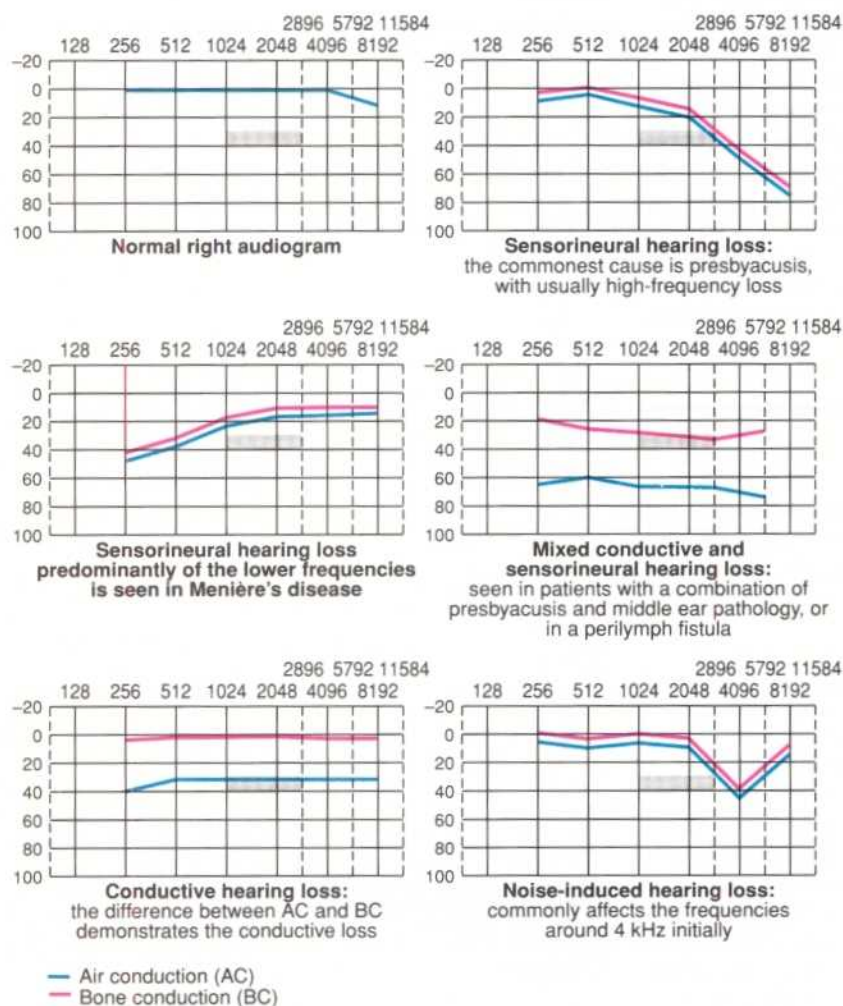 2896 5792 11584
128 256 512 1024 2048 4096 8192
–20
0
20
40
60
80
100
Normal right audiogram
2896 5792 11584
128 256 512 1024 2048 4096 8192
–20
0
20
40
60
80
100
Sensorineural hearing loss:
the commonest cause is presbyacusis,
with usually high-frequency loss
2896 5792 11584
128 256 512 1024 2048 4096 8192
–20
0
20
40
60
80
100
Sensorineural hearing loss
predominantly of the lower frequencies
is seen in Menière's disease
2896 5792 11584
128 256 512 1024 2048 4096 8192
–20
0
20
40
60
80
100
Mixed conductive and
sensorineural hearing loss:
seen in patients with a combination of
presbyacusis and middle ear pathology, or
in a perilymph fistula
2896 5792 11584
128 256 512 1024 2048 4096 8192
–20
0
20
40
60
80
100
Conductive hearing loss:
the difference between AC and BC
demonstrates the conductive loss
2896 5792 11584
128 256 512 1024 2048 4096 8192
–20
0
20
40
60
80
100
Noise-induced hearing loss:
commonly affects the frequencies
around 4 kHz initially
Air conduction (AC)
Bone conduction (BC)